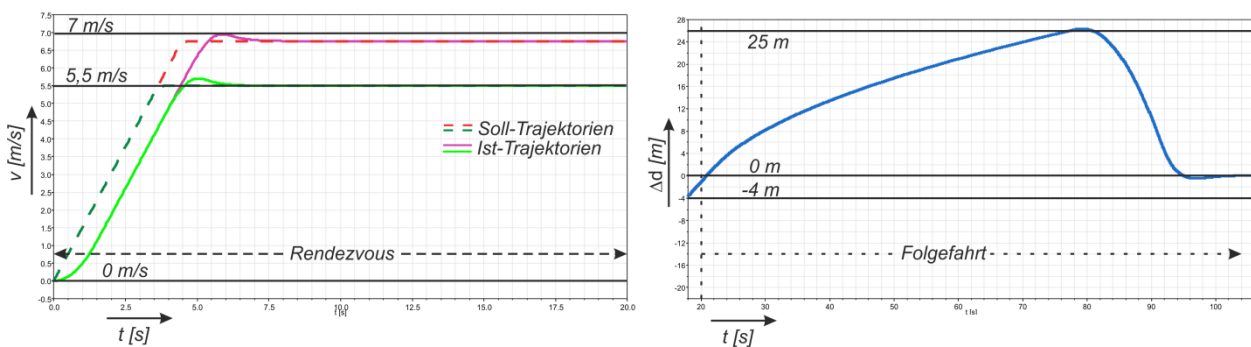 7.5
7 m/s
7.0
6.5
6.0
5,5 m/s
5.5
5.0
4.5
4.0
3.5
3.0
2.5
2.0
1.5
1.0
0.5
0.0
-0.5
v [m/s]
Soll-Trajektorien
Ist-Trajektorien
Rendezvous
0 m/s
0.0 2.5 5.0 7.5 10.0 12.5 15.0 17.5 20.0
t [s]
t [s]
28
24
20
16
12
8
4
0
-4
-8
-12
-16
-20
Δd [m]
25 m
0 m
-4 m
Folgefahrt
20 30 40 50 60 70 80 90 100
t [s]
t [s]